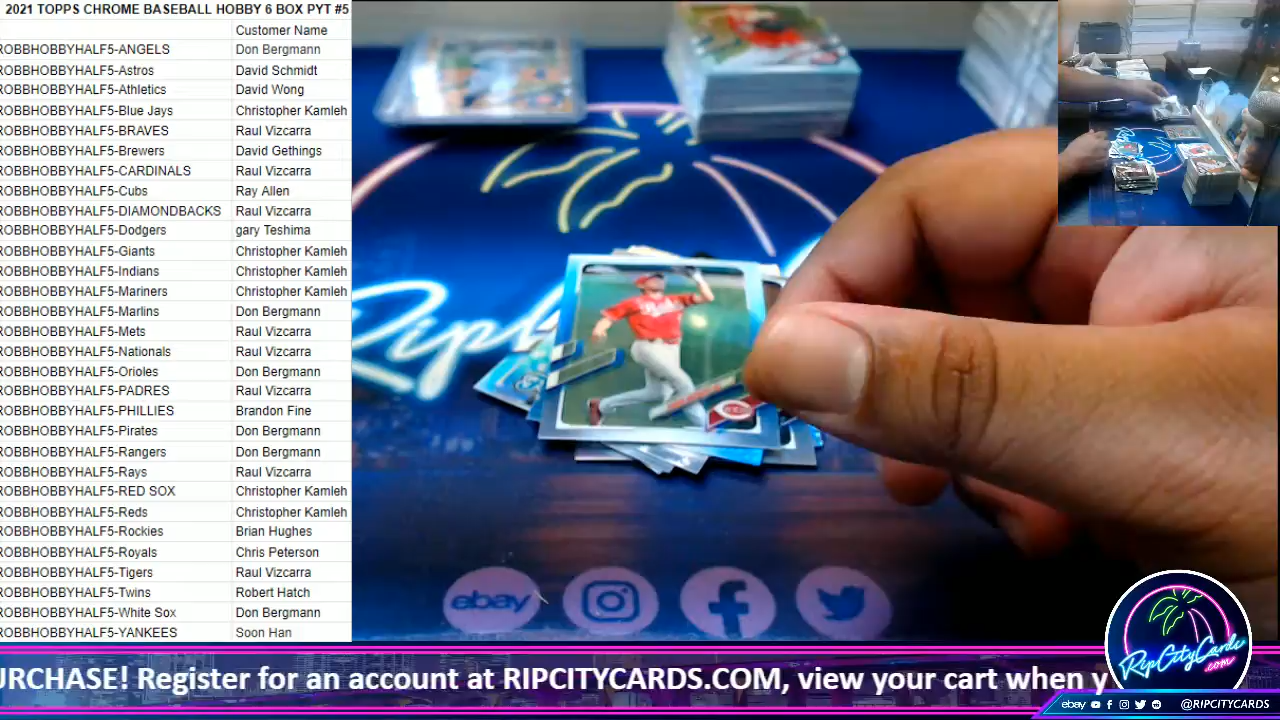 2021 TOPPS CHROME BASEBALL HOBBY 6 BOX PYT #5
Customer Name
ROBBHOBBYHALF5-ANGELS Don Bergmann
ROBBHOBBYHALF5-Astros David Schmidt
ROBBHOBBYHALF5-Athletics David Wong
ROBBHOBBYHALF5-Blue Jays Christopher Kamleh
ROBBHOBBYHALF5-BRAVES Raul Vizcarra
ROBBHOBBYHALF5-Brewers David Gethings
ROBBHOBBYHALF5-CARDINALS Raul Vizcarra
ROBBHOBBYHALF5-Cubs Ray Allen
ROBBHOBBYHALF5-DIAMONDBACKS Raul Vizcarra
ROBBHOBBYHALF5-Dodgers gary Teshima
ROBBHOBBYHALF5-Giants Christopher Kamleh
ROBBHOBBYHALF5-Indians Christopher Kamleh
ROBBHOBBYHALF5-Mariners Christopher Kamleh
ROBBHOBBYHALF5-Marlins Don Bergmann
ROBBHOBBYHALF5-Mets Raul Vizcarra
ROBBHOBBYHALF5-Nationals Raul Vizcarra
ROBBHOBBYHALF5-Orioles Don Bergmann
ROBBHOBBYHALF5-PADRES Raul Vizcarra
ROBBHOBBYHALF5-PHILLIES Brandon Fine
ROBBHOBBYHALF5-Pirates Don Bergmann
ROBBHOBBYHALF5-Rangers Don Bergmann
ROBBHOBBYHALF5-Rays Raul Vizcarra
ROBBHOBBYHALF5-RED SOX Christopher Kamleh
ROBBHOBBYHALF5-Reds Christopher Kamleh
ROBBHOBBYHALF5-Rockies Brian Hughes
ROBBHOBBYHALF5-Royals Chris Peterson
ROBBHOBBYHALF5-Tigers Raul Vizcarra
ROBBHOBBYHALF5-Twins Robert Hatch
ROBBHOBBYHALF5-White Sox Don Bergmann
ROBBHOBBYHALF5-YANKEES Soon Han
ebay
URCHASE! Register for an account at RIPCITYCARDS.COM, view your cart when y
RipCityCards
.com
ebay @RIPCITYCARDS